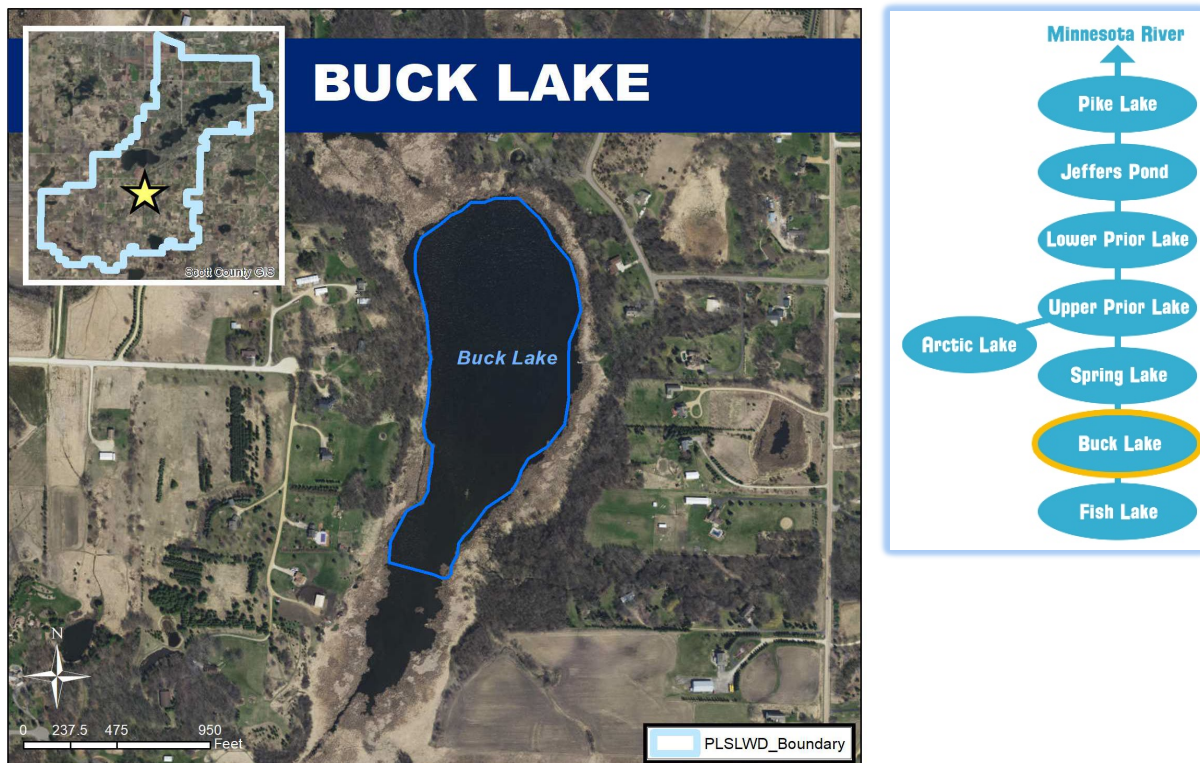 BUCK LAKE
Scott County GIS
Buck Lake
N
0 237.5 475 950
Feet
PLSLWD_Boundary
Minnesota River
Pike Lake
Jeffers Pond
Lower Prior Lake
Upper Prior Lake
Arctic Lake
Spring Lake
Buck Lake
Fish Lake